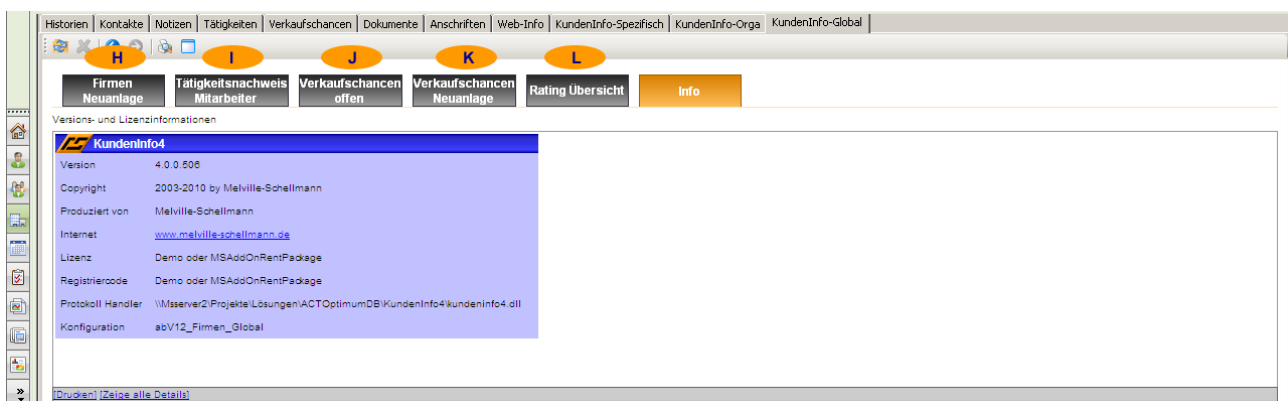 Historien Kontakte Notizen Tätigkeiten Verkaufschancen Dokumente Anschriften Web-Info KundenInfo-Spezifisch KundenInfo-Orga KundenInfo-Global
H I J K L
Firmen Neuanlage
Tätigkeitsnachweis Mitarbeiter
Verkaufschancen offen
Verkaufschancen Neuanlage
Rating Übersicht
Info
Versions- und Lizenzinformationen
KundenInfo4
Version 4.0.0.506
Copyright 2003-2010 by Melville-Schellmann
Produziert von Melville-Schellmann
Internet www.melville-schellmann.de
Lizenz Demo oder MSAddOnRentPackage
Registriercode Demo oder MSAddOnRentPackage
Protokoll Handler \\Msserver2\Projekte\Lösungen\ACTOptimumDB\KundenInfo4\kundeninfo4.dll
Konfiguration abV12_Firmen_Global
[Drucken] [Zeige alle Details]